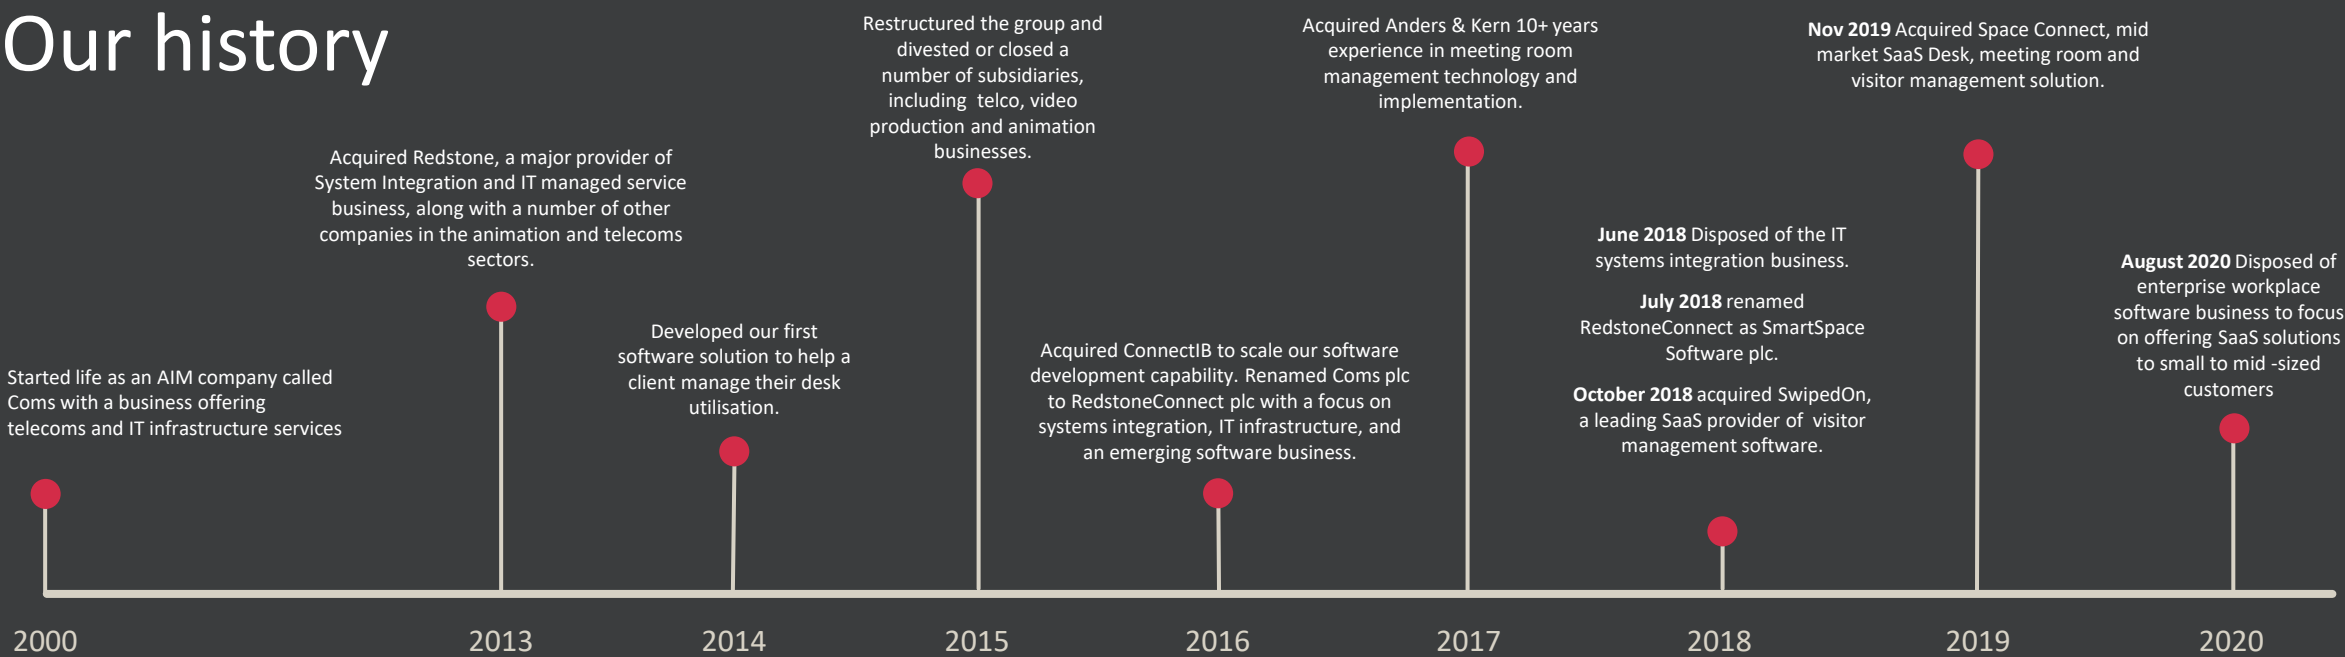 Our history
Started life as an AIM company called
Coms with a business offering
telecoms and IT infrastructure services
Acquired Redstone, a major provider of
System Integration and IT managed service
business, along with a number of other
companies in the animation and telecoms
sectors.
Developed our first
software solution to help a
client manage their desk
utilisation.
Restructured the group and
divested or closed a
number of subsidiaries,
including telco, video
production and animation
businesses.
Acquired ConnectIB to scale our software
development capability. Renamed Coms plc
to RedstoneConnect plc with a focus on
systems integration, IT infrastructure, and
an emerging software business.
Acquired Anders & Kern 10+ years
experience in meeting room
management technology and
implementation.
June 2018 Disposed of the IT
systems integration business.
July 2018 renamed
RedstoneConnect as SmartSpace
Software plc.
October 2018 acquired SwipedOn,
a leading SaaS provider of visitor
management software.
Nov 2019 Acquired Space Connect, mid
market SaaS Desk, meeting room and
visitor management solution.
August 2020 Disposed of
enterprise workplace
software business to focus
on offering SaaS solutions
to small to mid -sized
customers
2000 2013 2014 2015 2016 2017 2018 2019 2020